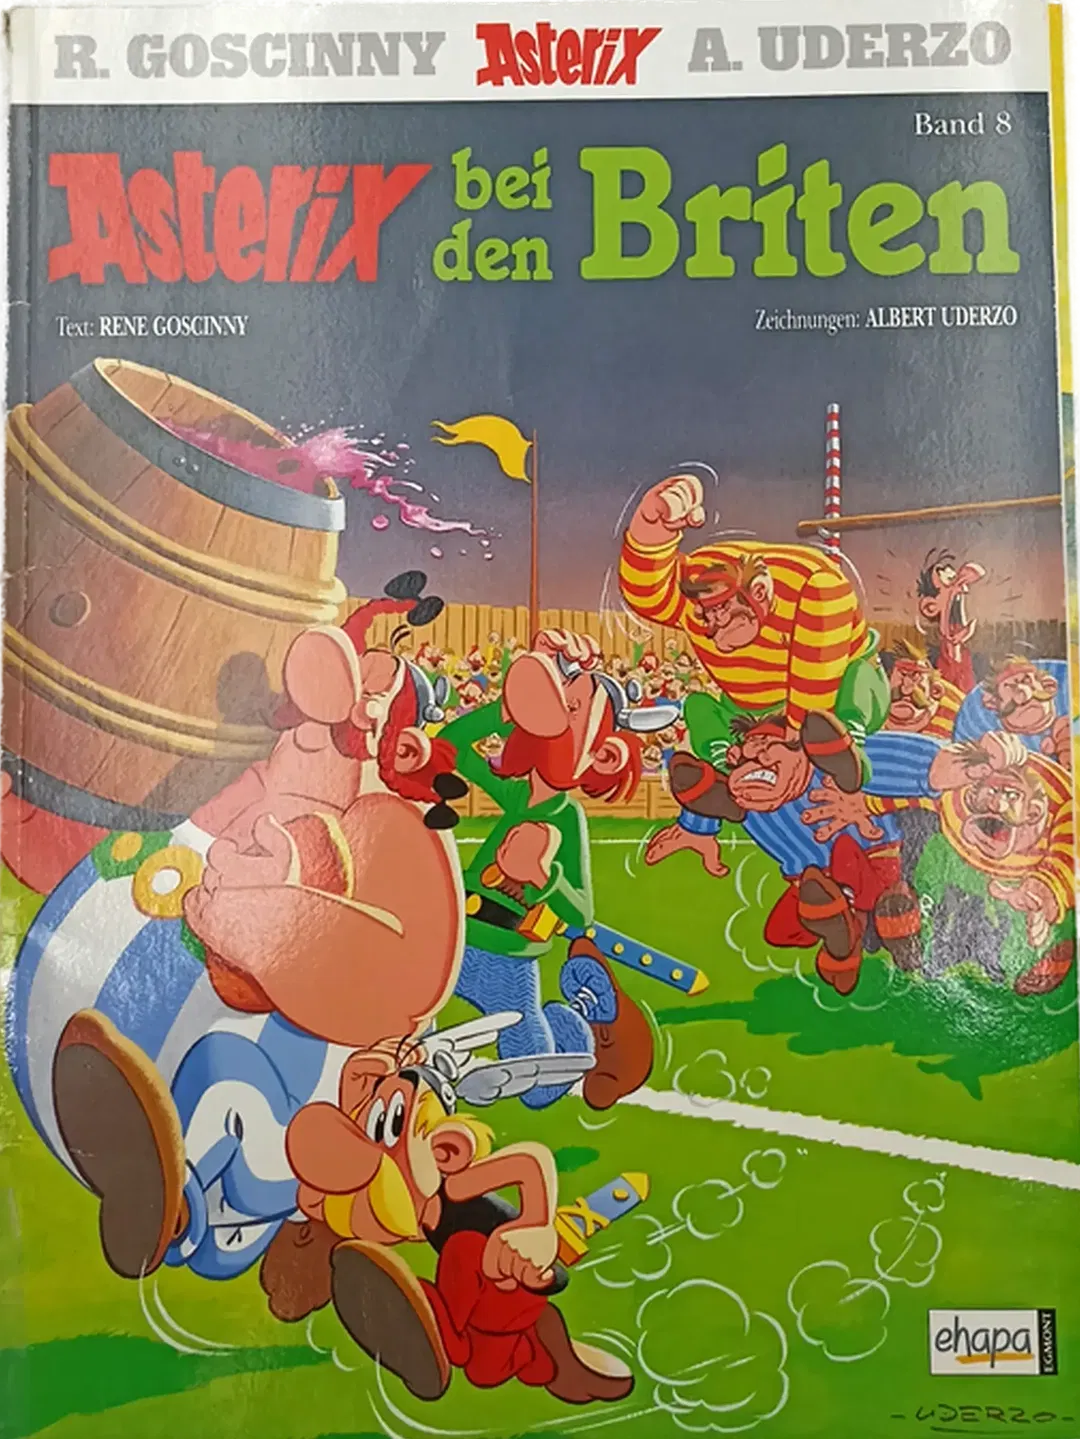 R. GOSCINNY Asterix A. UDERZO
Band 8
Asterix bei den Briten
Text: RENE GOSCINNY
Zeichnungen: ALBERT UDERZO
ehapa
EGMONT
-UDERZO-